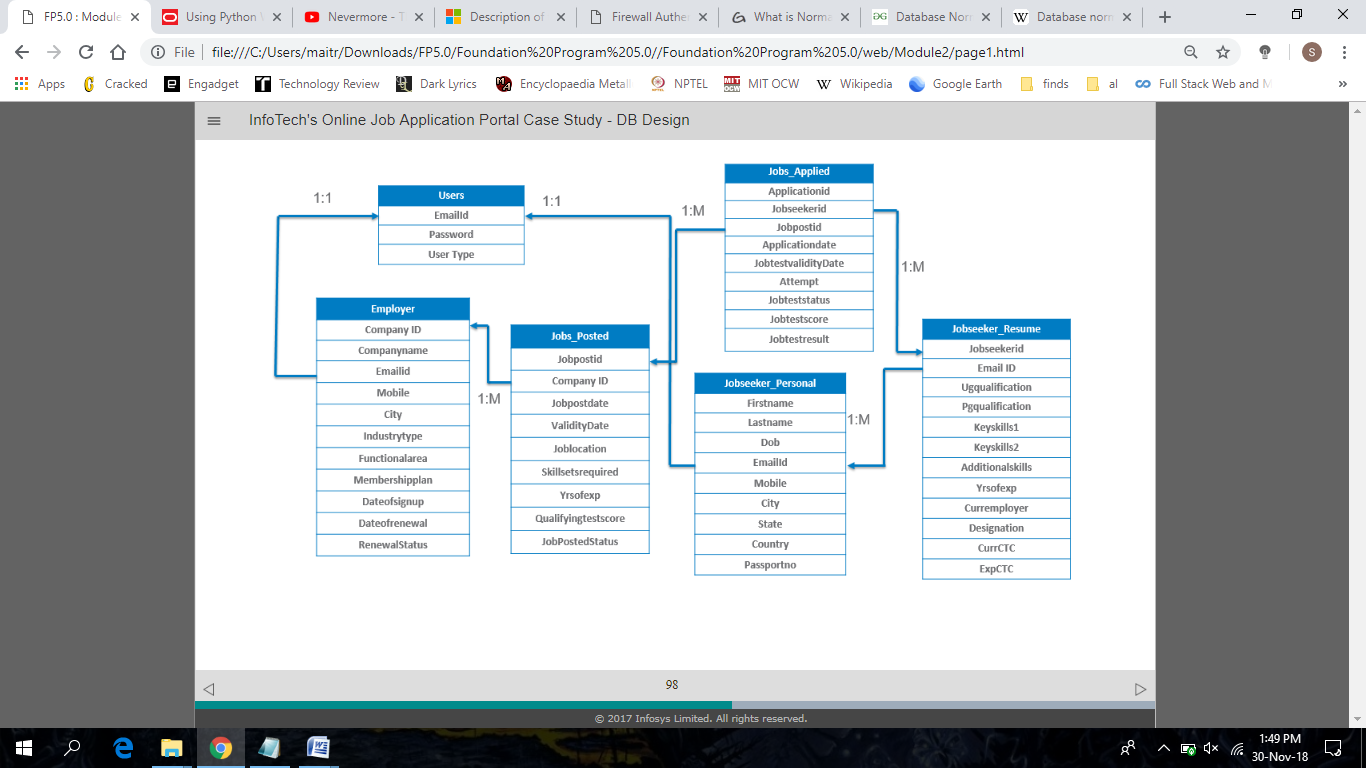 FP5.0 : Module
Using Python
Nevermore - T
Description of
Firewall Authe
What is Norma
Database Norm
Database norm
File
file:///C:/Users/maitr/Downloads/FP5.0/Foundation%20Program%205.0//Foundation%20Program%205.0/web/Module2/page1.html
S
Apps
Cracked
Engadget
Technology Review
Dark Lyrics
Encyclopaedia Metall
NPTEL
MIT OCW
Wikipedia
Google Earth
finds
al
Full Stack Web and M
»
InfoTech's Online Job Application Portal Case Study - DB Design
1:1
Users
EmailId
Password
User Type
1:1
1:M
Jobs_Applied
Applicationid
Jobseekerid
Jobpostid
Applicationdate
JobtestvalidityDate
Attempt
Jobteststatus
Jobtestscore
Jobtestresult
1:M
Employer
Company ID
Companyname
Emailid
Mobile
City
Industrytype
Functionalarea
Membershipplan
Dateofsignup
Dateofrenewal
RenewalStatus
1:M
Jobs_Posted
Jobpostid
Company ID
Jobpostdate
ValidityDate
Joblocation
Skillsetsrequired
Yrsofexp
Qualifyingtestscore
JobPostedStatus
Jobseeker_Personal
Firstname
Lastname
Dob
EmailId
Mobile
City
State
Country
Passportno
1:M
Jobseeker_Resume
Jobseekerid
Email ID
Ugqualification
Pgqualification
Keyskills1
Keyskills2
Additionalskills
Yrsofexp
Curremployer
Designation
CurrCTC
ExpCTC
98
© 2017 Infosys Limited. All rights reserved.
1:49 PM
30-Nov-18